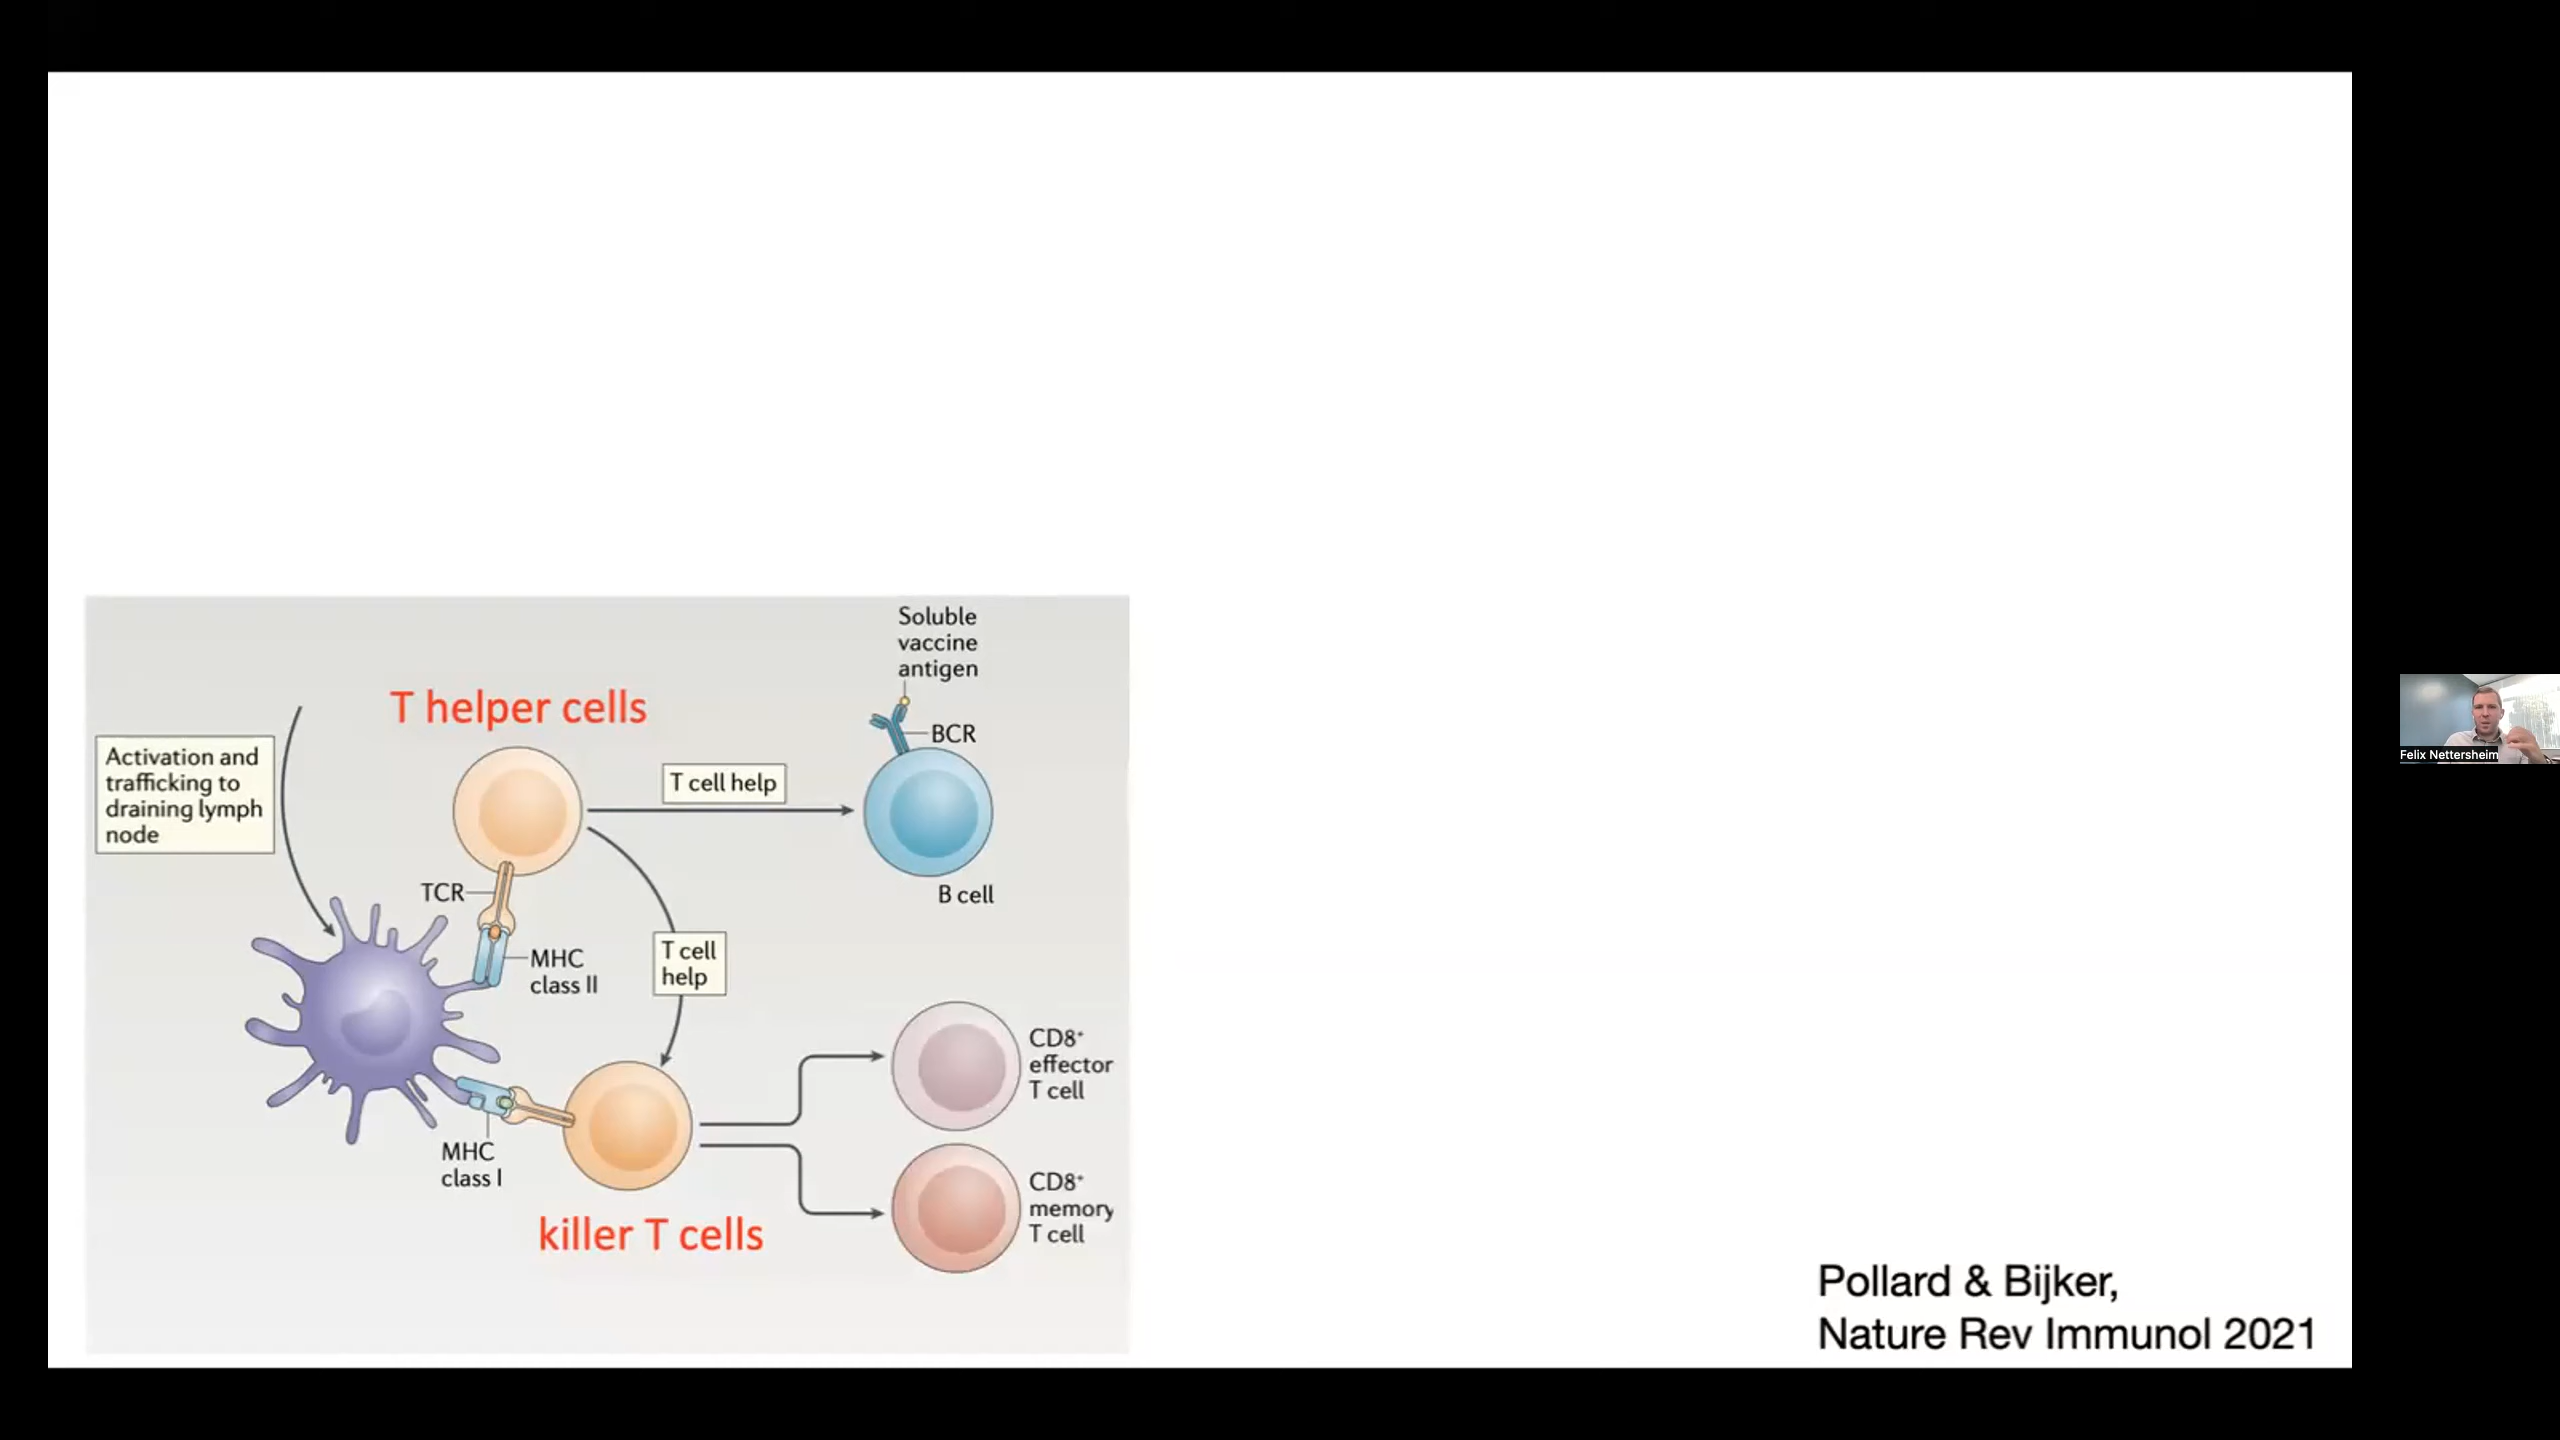 Soluble
vaccine
antigen
T helper cells
BCR
Activation and
trafficking to
draining lymph
node
T cell help
TCR
B cell
MHC
class II
T cell
help
CD8⁺
effector
T cell
MHC
class I
CD8⁺
memory
T cell
killer T cells
Pollard & Bijker,
Nature Rev Immunol 2021
Felix Nettersheim